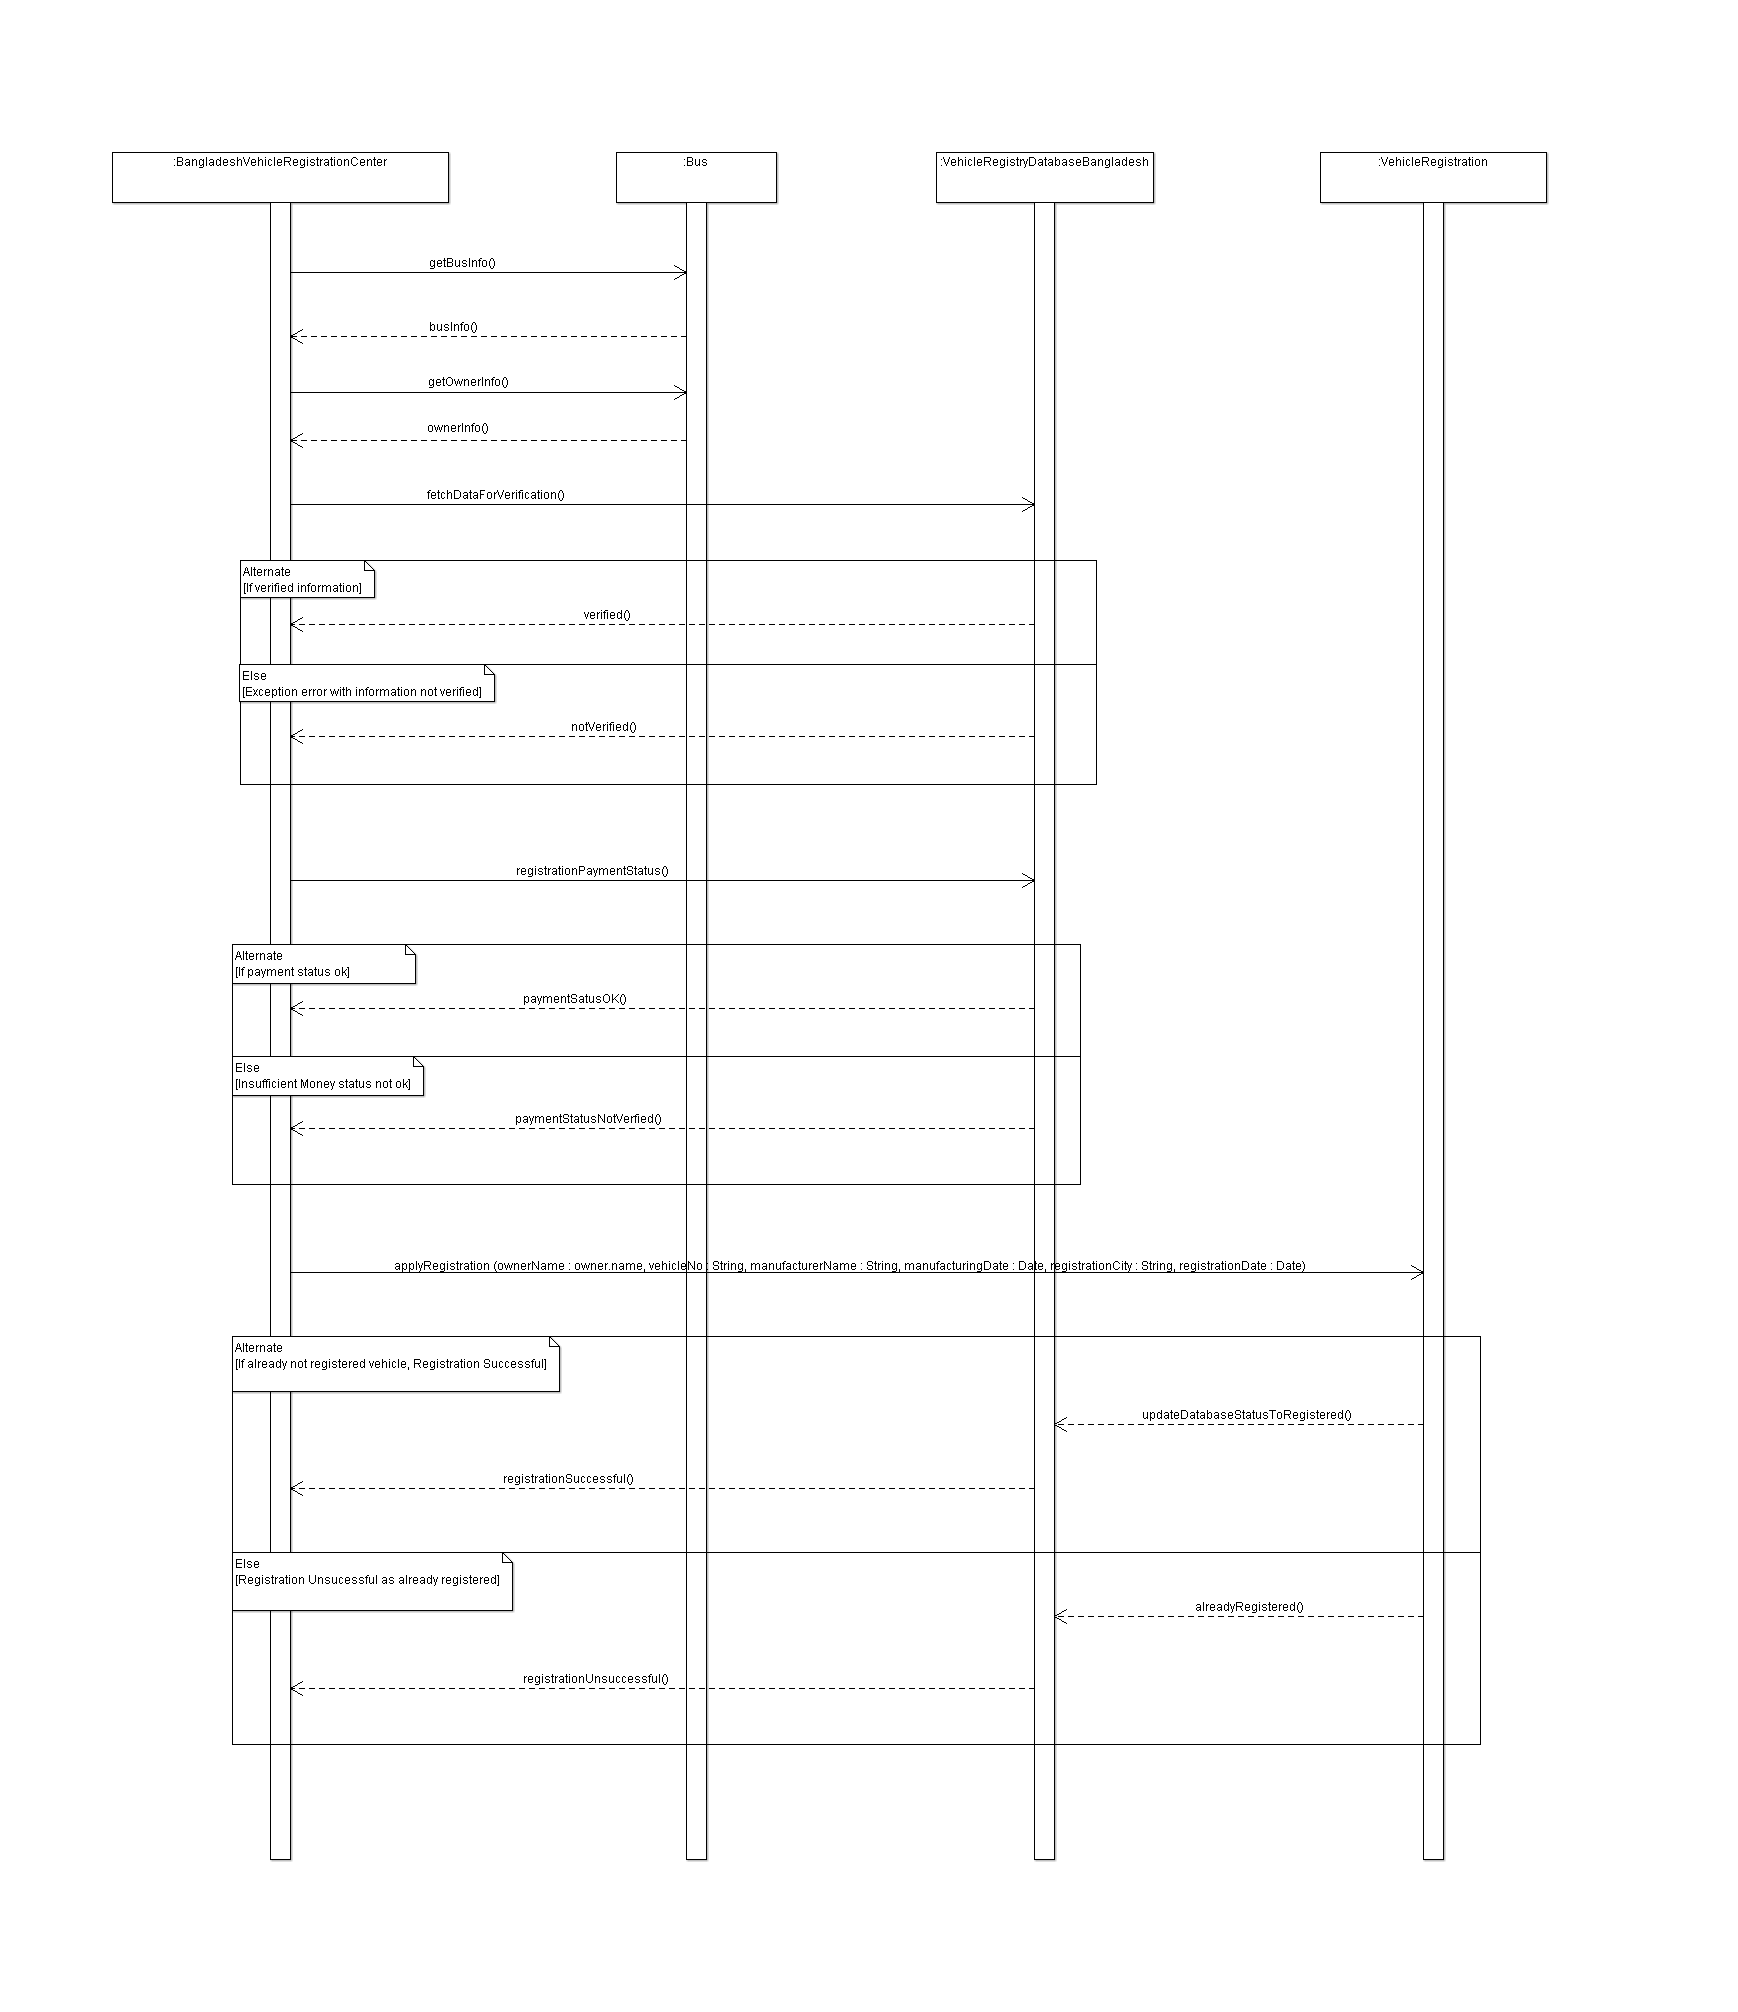 :BangladeshVehicleRegistrationCenter
:Bus
:VehicleRegistryDatabaseBangladesh
:VehicleRegistration
getBusInfo()
busInfo()
getOwnerInfo()
ownerInfo()
fetchDataForVerification()
Alternate
[If verified information]
verified()
Else
[Exception error with information not verified]
notVerified()
registrationPaymentStatus()
Alternate
[If payment status ok]
paymentSatusOK()
Else
[Insufficient Money status not ok]
paymentStatusNotVerfied()
applyRegistration (ownerName : owner.name, vehicleNo : String, manufacturerName : String, manufacturingDate : Date, registrationCity : String, registrationDate : Date)
Alternate
[If already not registered vehicle, Registration Successful]
updateDatabaseStatusToRegistered()
registrationSuccessful()
Else
[Registration Unsucessful as already registered]
alreadyRegistered()
registrationUnsuccessful()